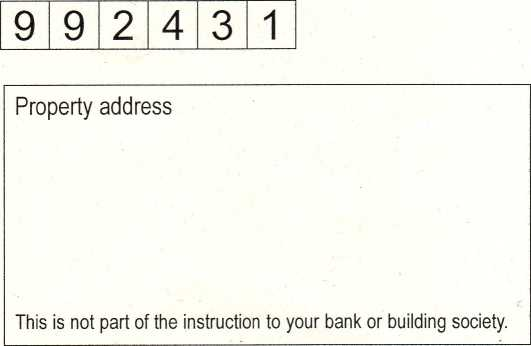 992431
Property address
This is not part of the instruction to your bank or building society.